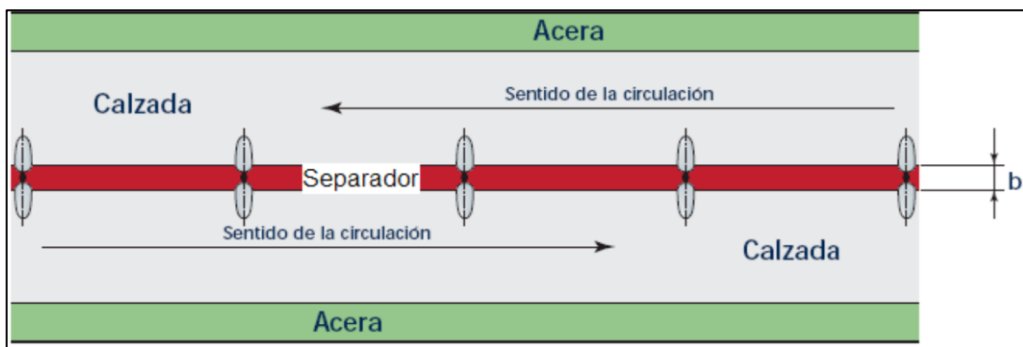 Acera
Calzada
Sentido de la circulación
Separador
b
Sentido de la circulación
Calzada
Acera